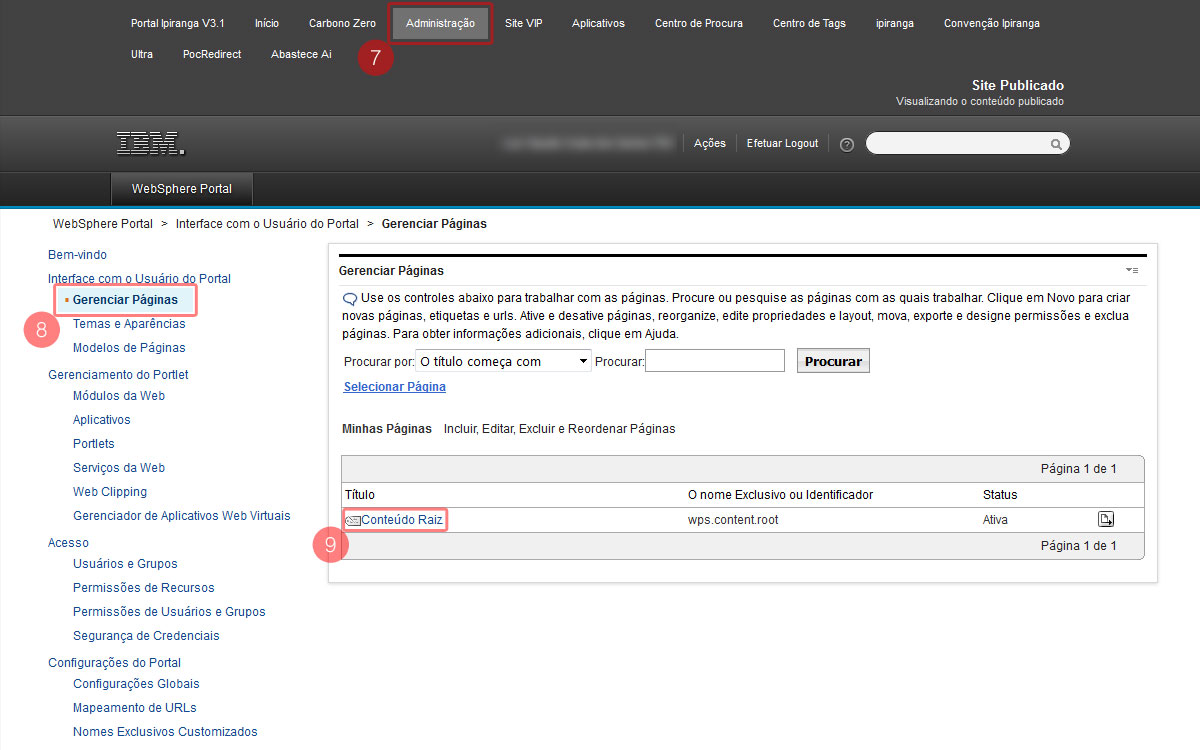 Portal Ipiranga V3.1 Início Carbono Zero Administração Site VIP Aplicativos Centro de Procura Centro de Tags ipiranga Convenção Ipiranga
Ultra PocRedirect Abastece Ai 7
Site Publicado
Visualizando o conteúdo publicado
IBM. Ações Efetuar Logout ?
WebSphere Portal
WebSphere Portal > Interface com o Usuário do Portal > Gerenciar Páginas
Bem-vindo
Interface com o Usuário do Portal
Gerenciar Páginas
8
Temas e Aparências
Modelos de Páginas
Gerenciamento do Portlet
Módulos da Web
Aplicativos
Portlets
Serviços da Web
Web Clipping
Gerenciador de Aplicativos Web Virtuais
Acesso
Usuários e Grupos
Permissões de Recursos
Permissões de Usuários e Grupos
Segurança de Credenciais
Configurações do Portal
Configurações Globais
Mapeamento de URLs
Nomes Exclusivos Customizados
Gerenciar Páginas
Use os controles abaixo para trabalhar com as páginas. Procure ou pesquise as páginas com as quais trabalhar. Clique em Novo para criar
novas páginas, etiquetas e urls. Ative e desative páginas, reorganize, edite propriedades e layout, mova, exporte e designe permissões e exclua
páginas. Para obter informações adicionais, clique em Ajuda.
Procurar por: O título começa com Procurar: Procurar
Selecionar Página
Minhas Páginas Incluir, Editar, Excluir e Reordenar Páginas
Página 1 de 1
Título O nome Exclusivo ou Identificador Status
Conteúdo Raiz wps.content.root Ativa
9
Página 1 de 1